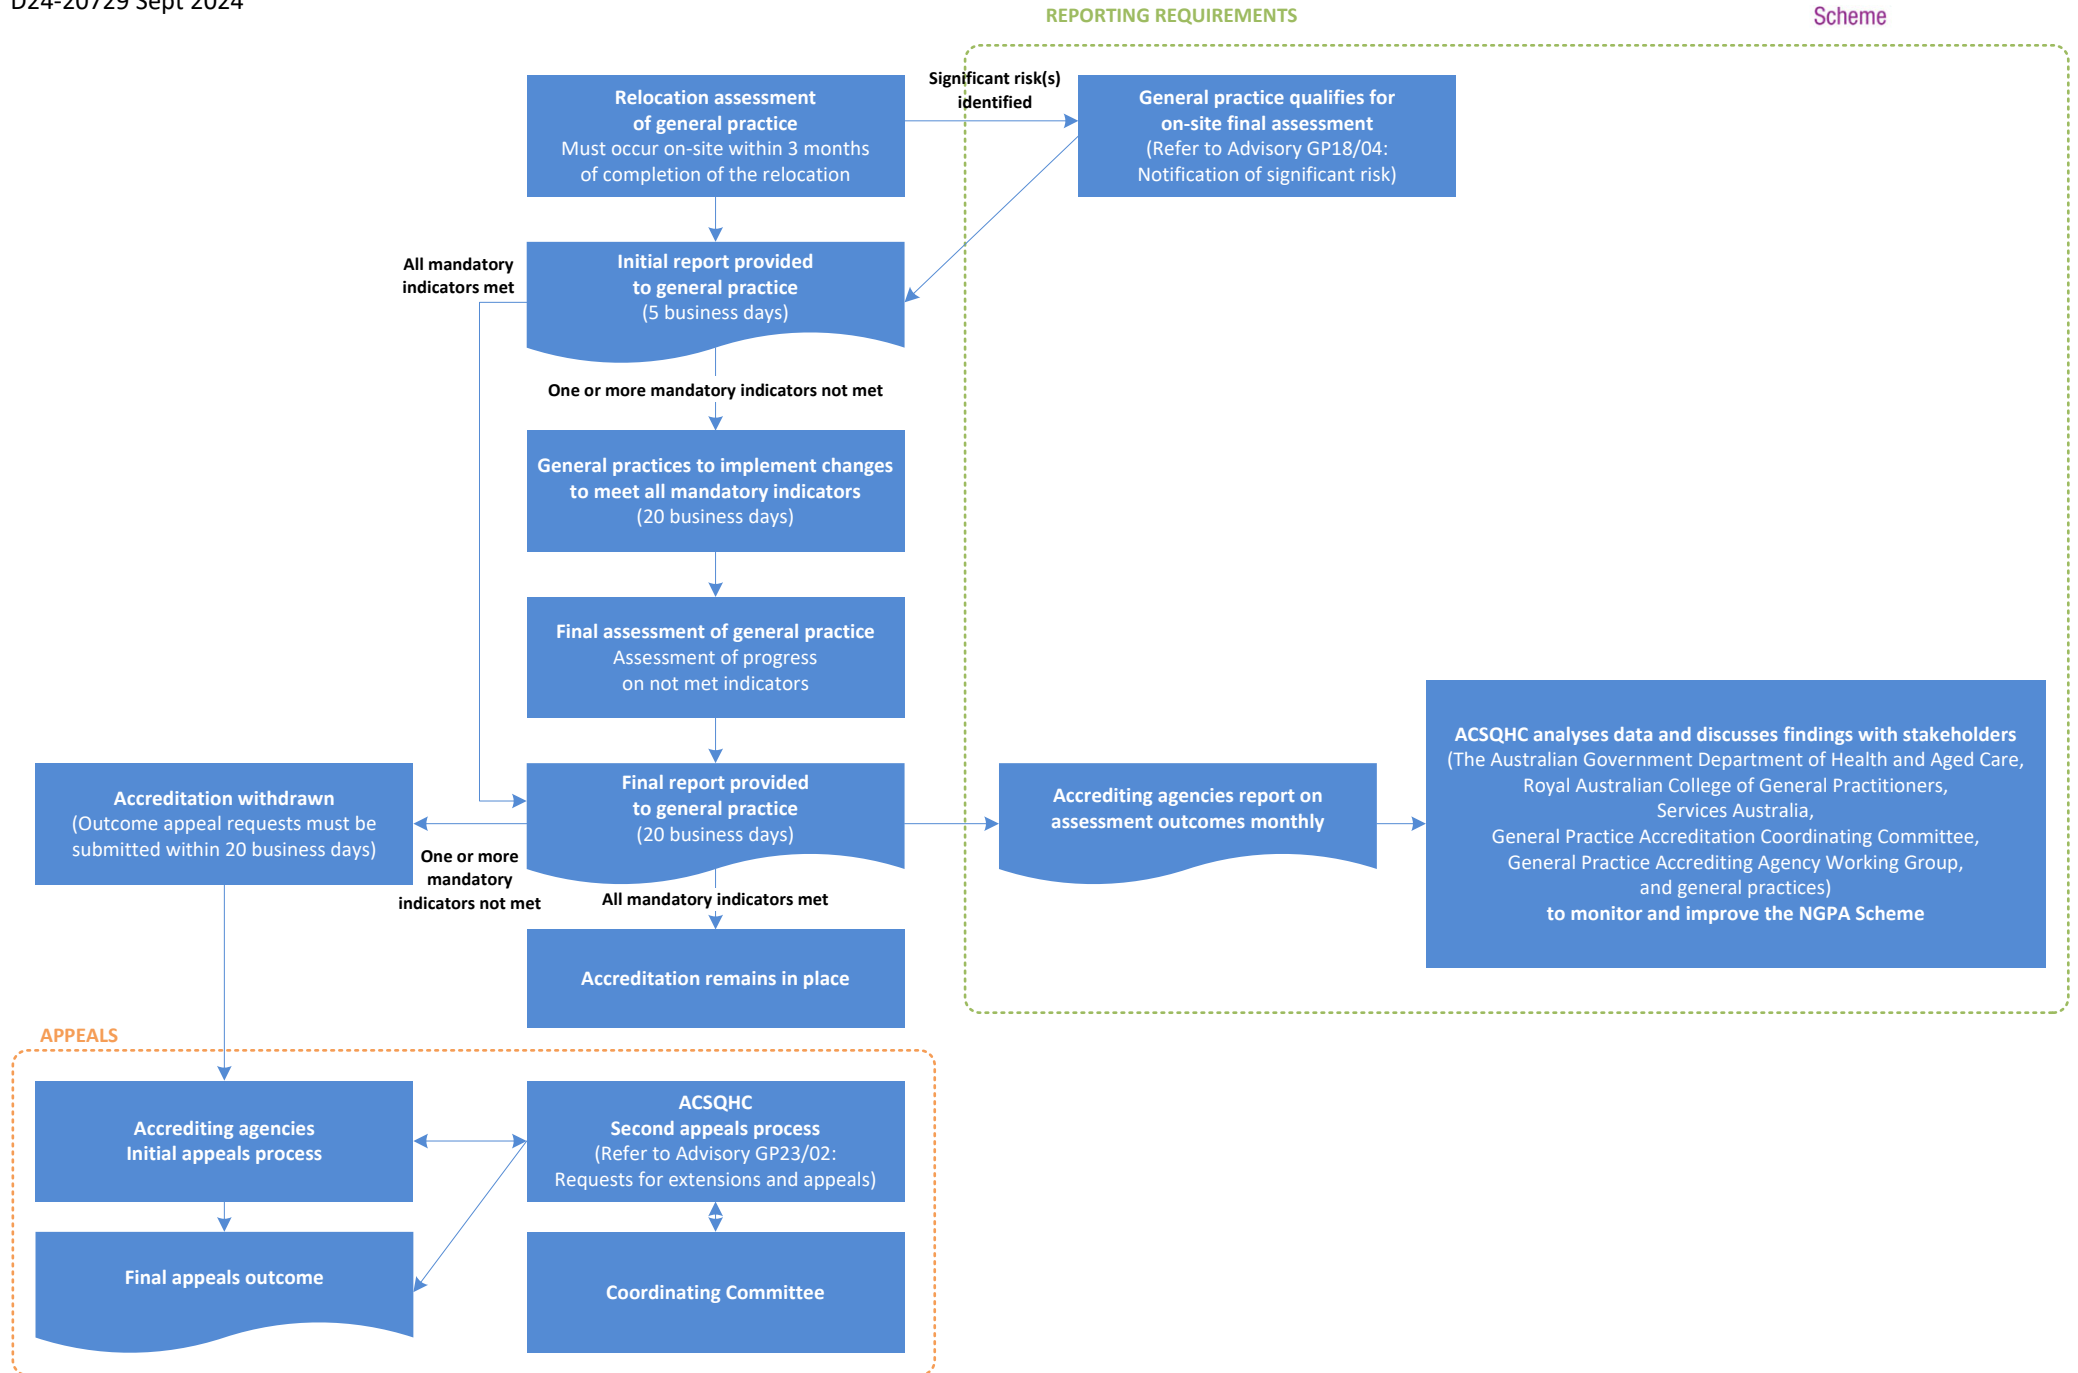 D24-20729 Sept 2024
REPORTING REQUIREMENTS
Scheme
Relocation assessment
of general practice
Must occur on-site within 3 months
of completion of the relocation
Significant risk(s)
identified
General practice qualifies for
on-site final assessment
(Refer to Advisory GP18/04:
Notification of significant risk)
All mandatory
indicators met
Initial report provided
to general practice
(5 business days)
One or more mandatory indicators not met
General practices to implement changes
to meet all mandatory indicators
(20 business days)
Final assessment of general practice
Assessment of progress
on not met indicators
Accreditation withdrawn
(Outcome appeal requests must be
submitted within 20 business days)
One or more
mandatory
indicators not met
Final report provided
to general practice
(20 business days)
All mandatory indicators met
Accreditation remains in place
Accrediting agencies report on
assessment outcomes monthly
ACSQHC analyses data and discusses findings with stakeholders
(The Australian Government Department of Health and Aged Care,
Royal Australian College of General Practitioners,
Services Australia,
General Practice Accreditation Coordinating Committee,
General Practice Accrediting Agency Working Group,
and general practices)
to monitor and improve the NGPA Scheme
APPEALS
Accrediting agencies
Initial appeals process
ACSQHC
Second appeals process
(Refer to Advisory GP23/02:
Requests for extensions and appeals)
Final appeals outcome
Coordinating Committee